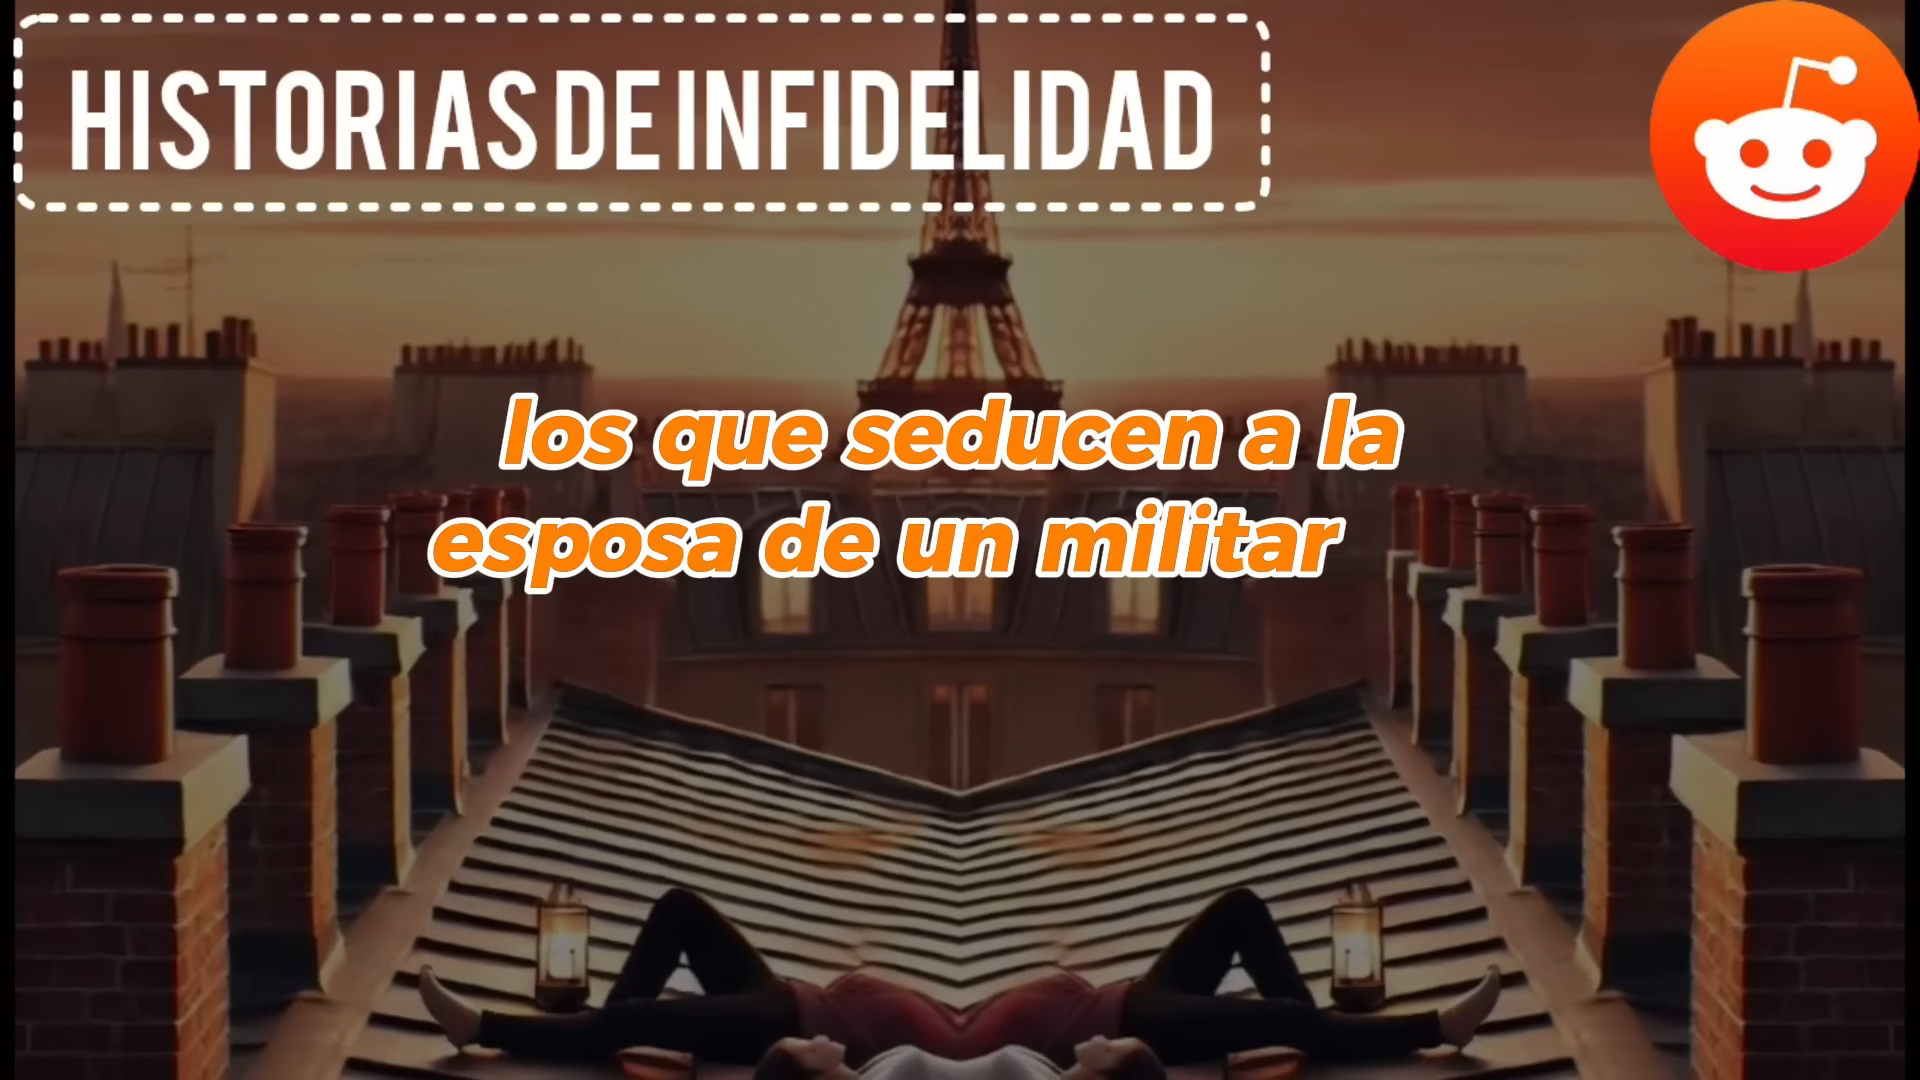 HISTORIAS DE INFIDELIDAD
los que seducen a la
esposa de un militar